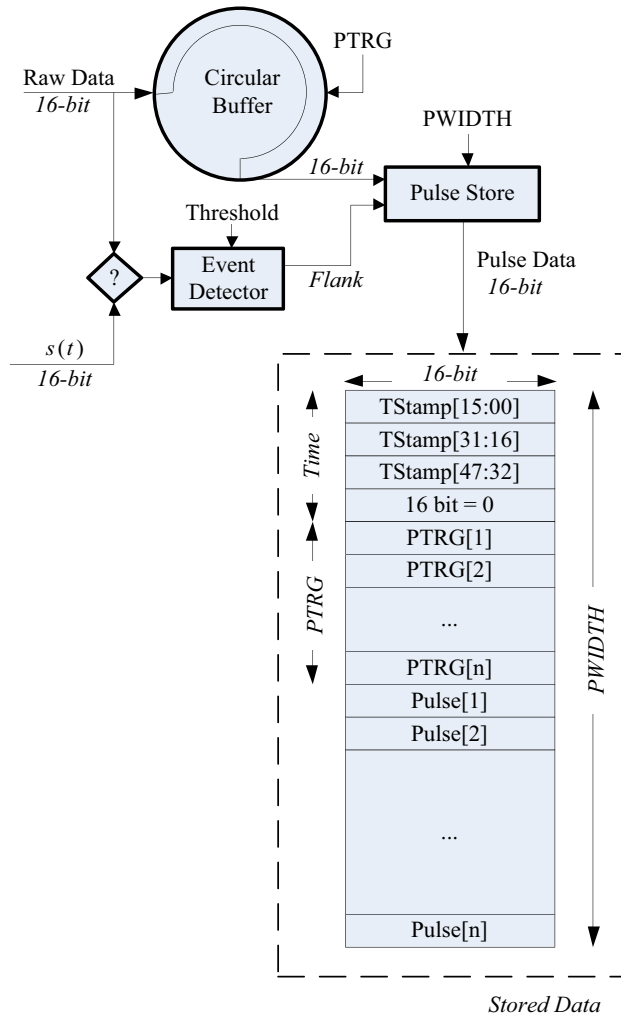 PTRG
Raw Data
16-bit
Circular
Buffer
PWIDTH
16-bit
Pulse Store
Threshold
Event
Detector
Flank
?
Pulse Data
16-bit
s(t)
16-bit
16-bit
Time
TStamp[15:00]
TStamp[31:16]
TStamp[47:32]
16 bit = 0
PTRG
PTRG[1]
PTRG[2]
...
PTRG[n]
Pulse[1]
Pulse[2]
...
Pulse[n]
PWIDTH
Stored Data